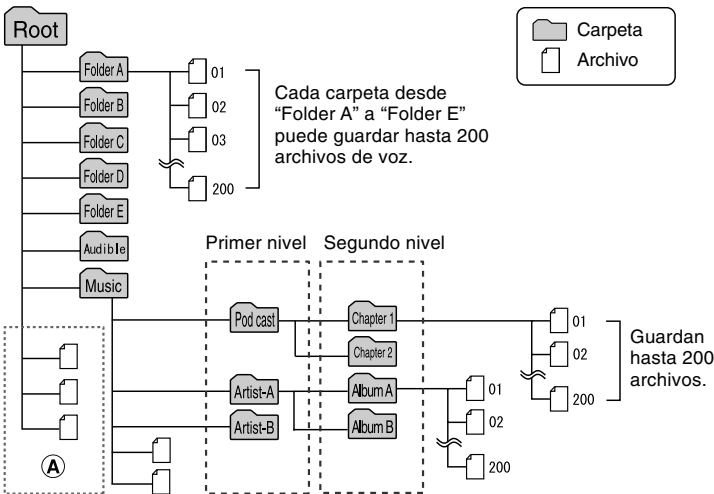 Root
Carpeta
Archivo
Folder A
01
Folder B
02
Folder C
03
Folder D
200
Folder E
Audible
Music
Cada carpeta desde
“Folder A” a “Folder E”
puede guardar hasta 200
archivos de voz.
Primer nivel
Segundo nivel
Pod cast
Chapter 1
01
Chapter 2
02
200
Guardan
hasta 200
archivos.
Artist-A
Album A
01
Artist-B
Album B
02
200
A